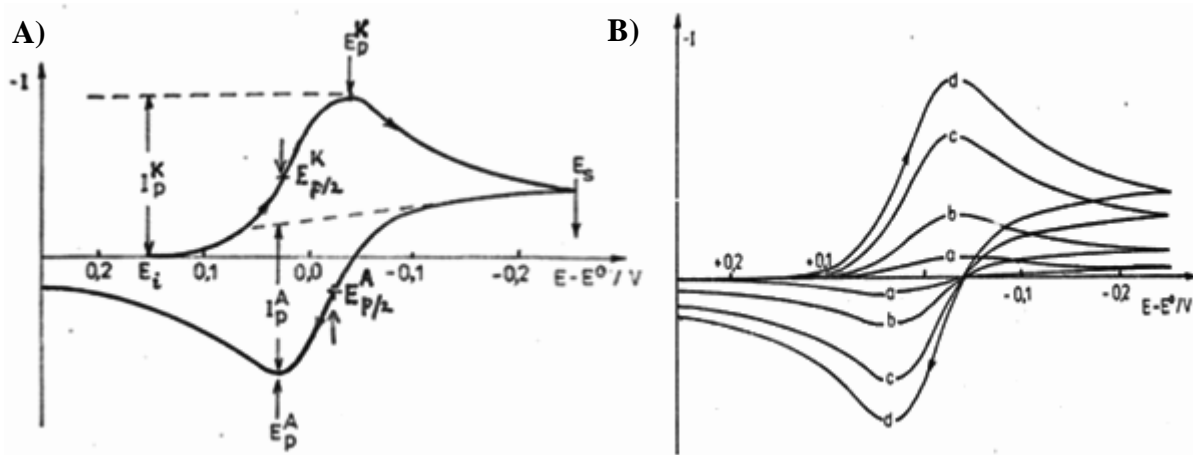 A)
-I
E_p^K
I_p^K
E_p/2^K
E_s
0,2
E_i
0,1
0,0
-0,1
-0,2
E-E°/V
I_p^A
E_p/2^A
E_p^A
B)
-I
d
c
b
a
+0,2
+0,1
-0,1
-0,2
E-E°/V
a
b
c
d